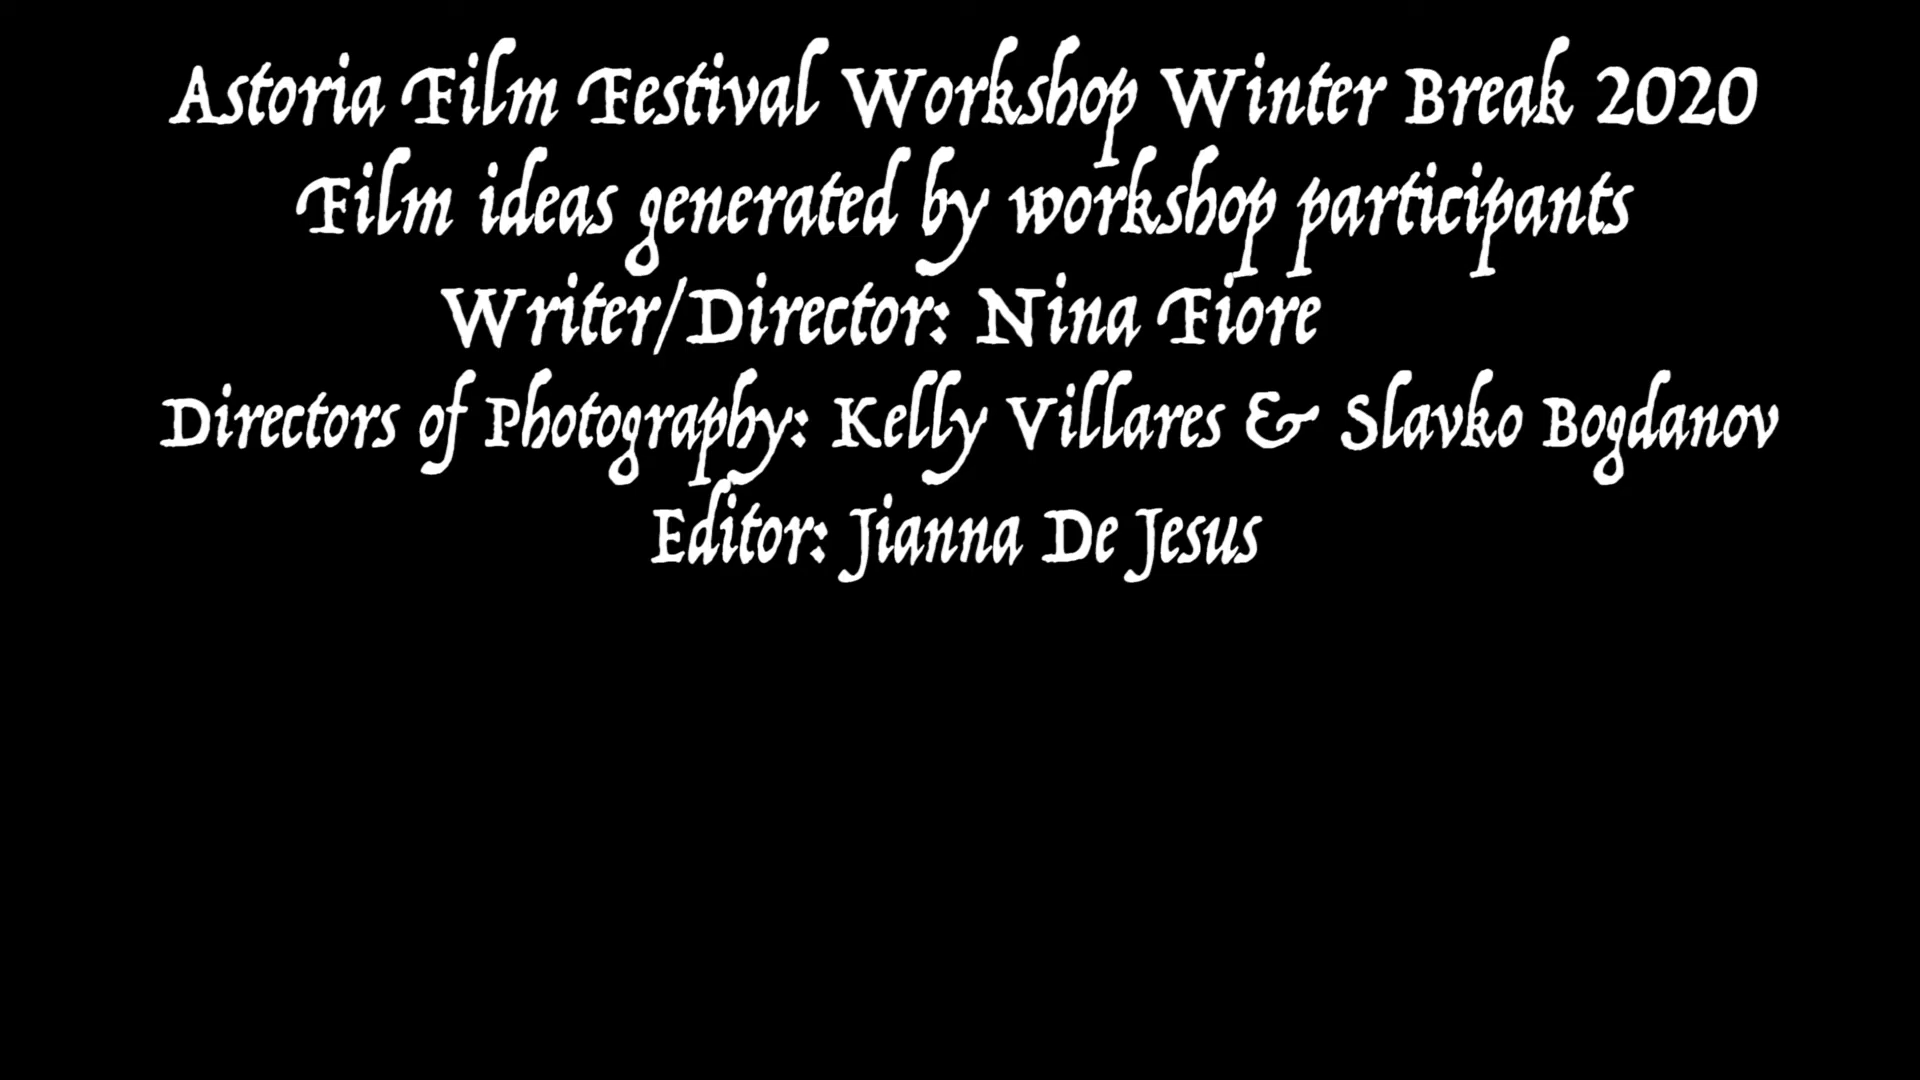 Astoria Film Festival Workshop Winter Break 2020
Film ideas generated by workshop participants
Writer/Director: Nina Fiore
Directors of Photography: Kelly Villares & Slavko Bogdanov
Editor: Jianna De Jesus